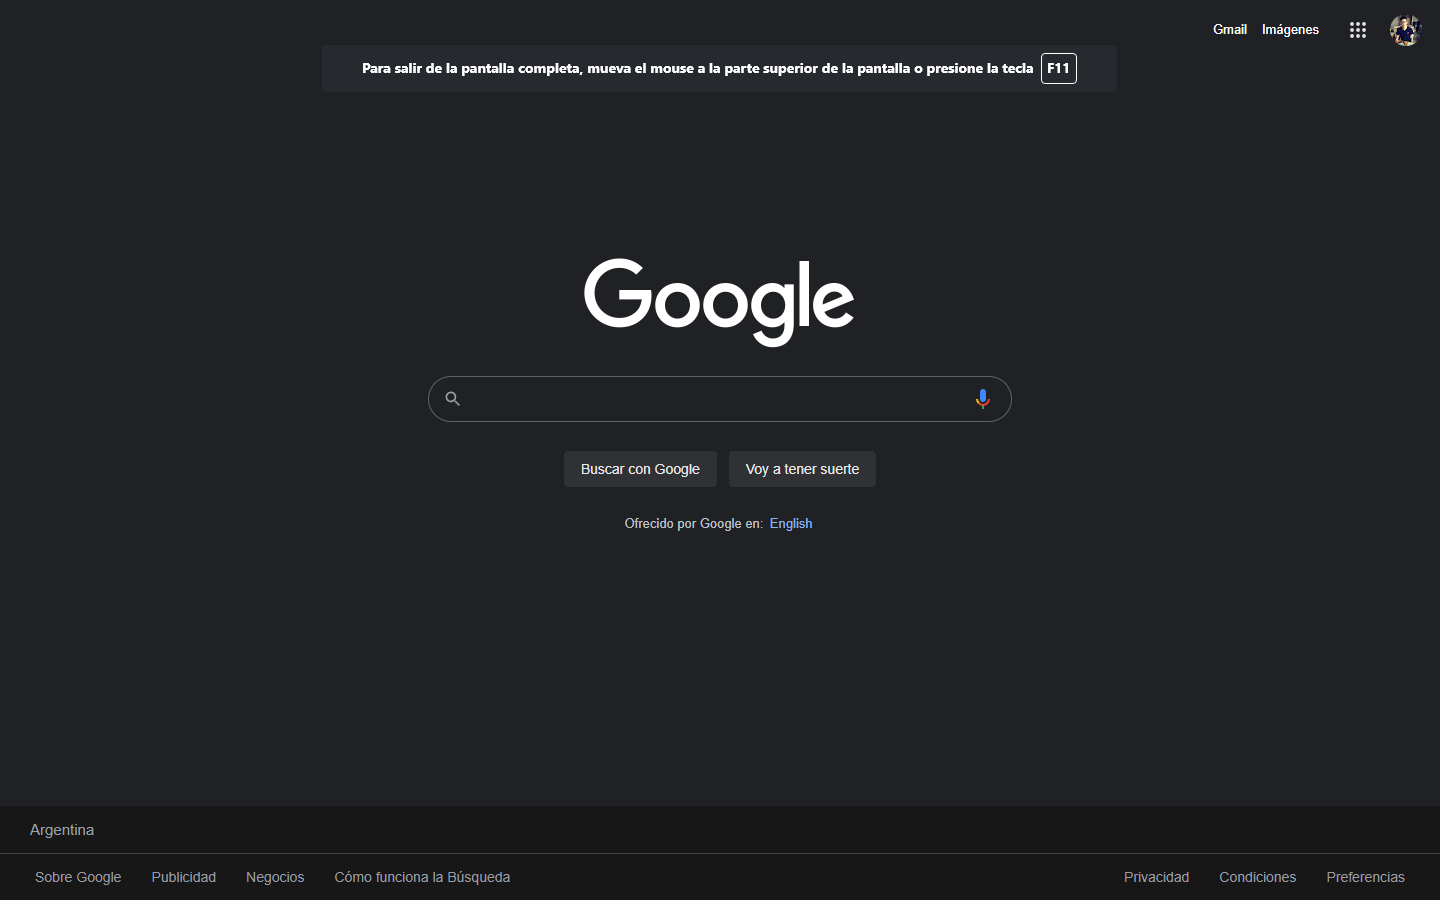 Gmail Imágenes
Para salir de la pantalla completa, mueva el mouse a la parte superior de la pantalla o presione la tecla F11
Google
Buscar con Google Voy a tener suerte
Ofrecido por Google en: English
Argentina
Sobre Google Publicidad Negocios Cómo funciona la Búsqueda Privacidad Condiciones Preferencias